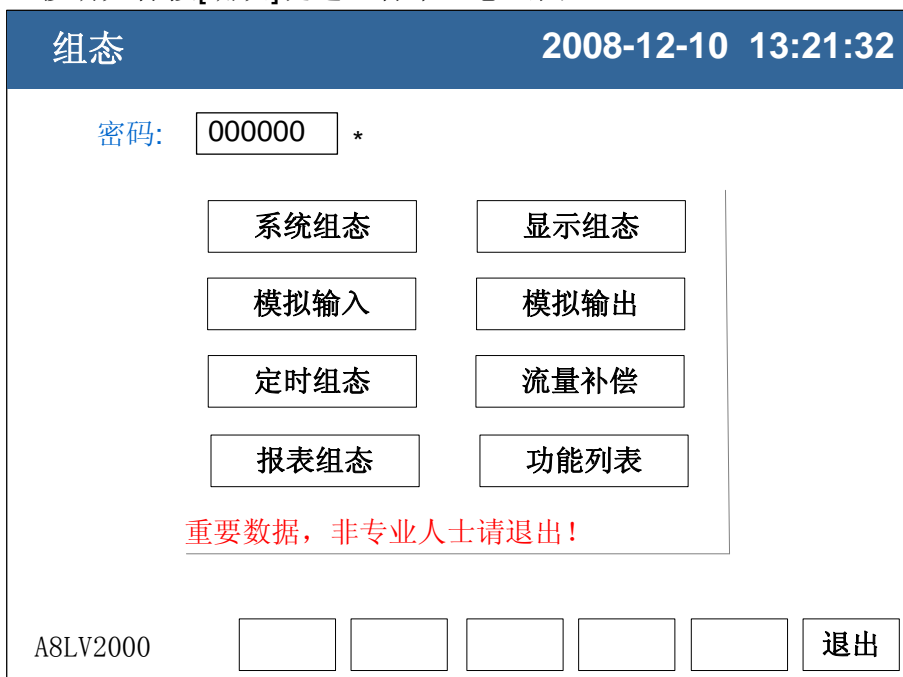 组态 2008-12-10 13:21:32
密码: 000000 *
系统组态 显示组态
模拟输入 模拟输出
定时组态 流量补偿
报表组态 功能列表
重要数据，非专业人士请退出！
A8LV2000 退出